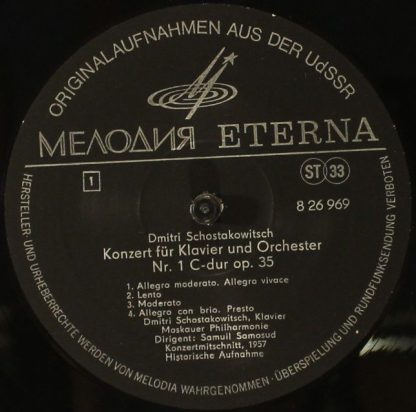 ORIGINALAUFNAHMEN AUS DER UdSSR
МЕЛОДИЯ ETERNA
1
ST 33
8 26 969
Dmitri Schostakowitsch
Konzert für Klavier und Orchester
Nr. 1 C-dur op. 35
1. Allegro moderato. Allegro vivace
2. Lento
3. Moderato
4. Allegro con brio. Presto
Dmitri Schostakowitsch, Klavier
Moskauer Philharmonie
Dirigent: Samuil Samosud
Konzertmitschnitt, 1957
Historische Aufnahme
HERSTELLER UND URHEBERRECHTE WERDEN VON MELODIA WAHRGENOMMEN · ÜBERSPIELUNG UND RUNDFUNKSENDUNG VERBOTEN